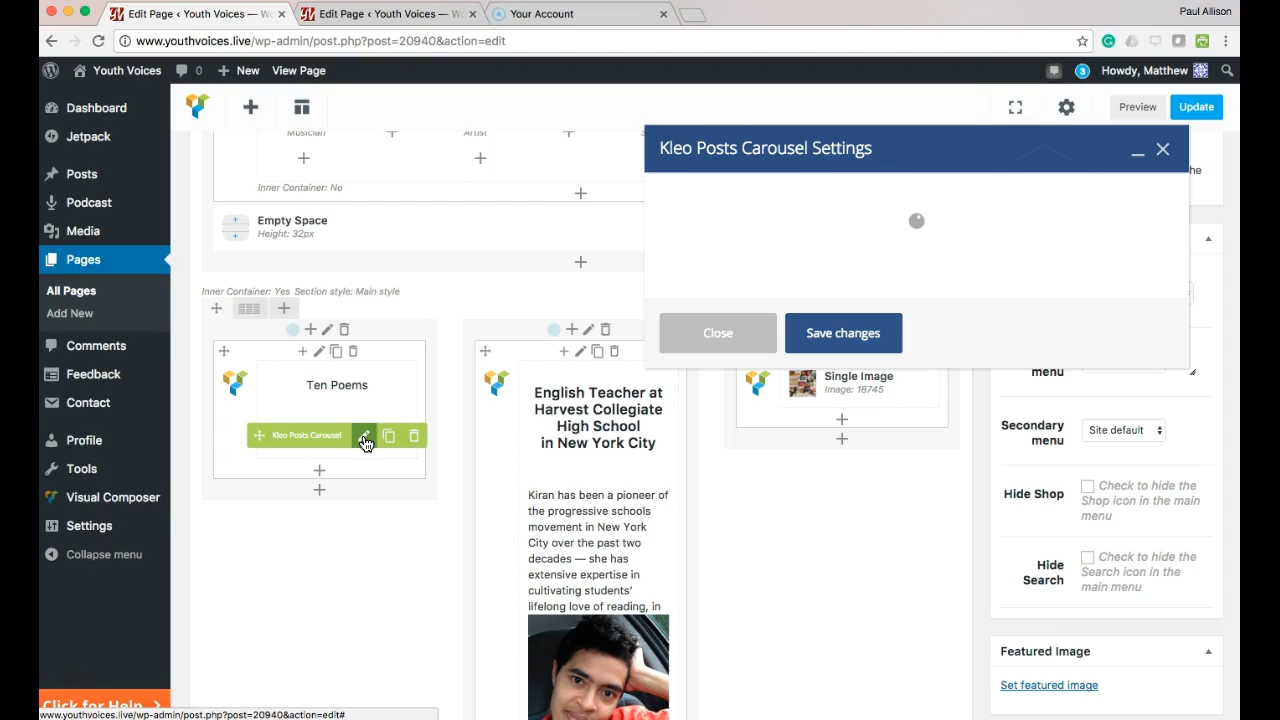 Edit Page ‹ Youth Voices — W
Edit Page ‹ Youth Voices — W
Your Account
Paul Allison
www.youthvoices.live/wp-admin/post.php?post=20940&action=edit
Youth Voices
0
New
View Page
3
Howdy, Matthew
Dashboard
Jetpack
Posts
Podcast
Media
Pages
All Pages
Add New
Comments
Feedback
Contact
Profile
Tools
Visual Composer
Settings
Collapse menu
Click for Help
www.youthvoices.live/wp-admin/post.php?post=20940&action=edit#
Preview
Update
Musician
Artist
Inner Container: No
Empty Space
Height: 32px
Inner Container: Yes Section style: Main style
Ten Poems
Kleo Posts Carousel
English Teacher at
Harvest Collegiate
High School
in New York City
Kiran has been a pioneer of
the progressive schools
movement in New York
City over the past two
decades — she has
extensive expertise in
cultivating students’
lifelong love of reading, in
Kleo Posts Carousel Settings
Close
Save changes
Single Image
Image: 18745
he
menu
Secondary
menu
Site default
Hide Shop
Check to hide the
Shop icon in the main
menu
Hide
Search
Check to hide the
Search icon in the
main menu
Featured Image
Set featured image